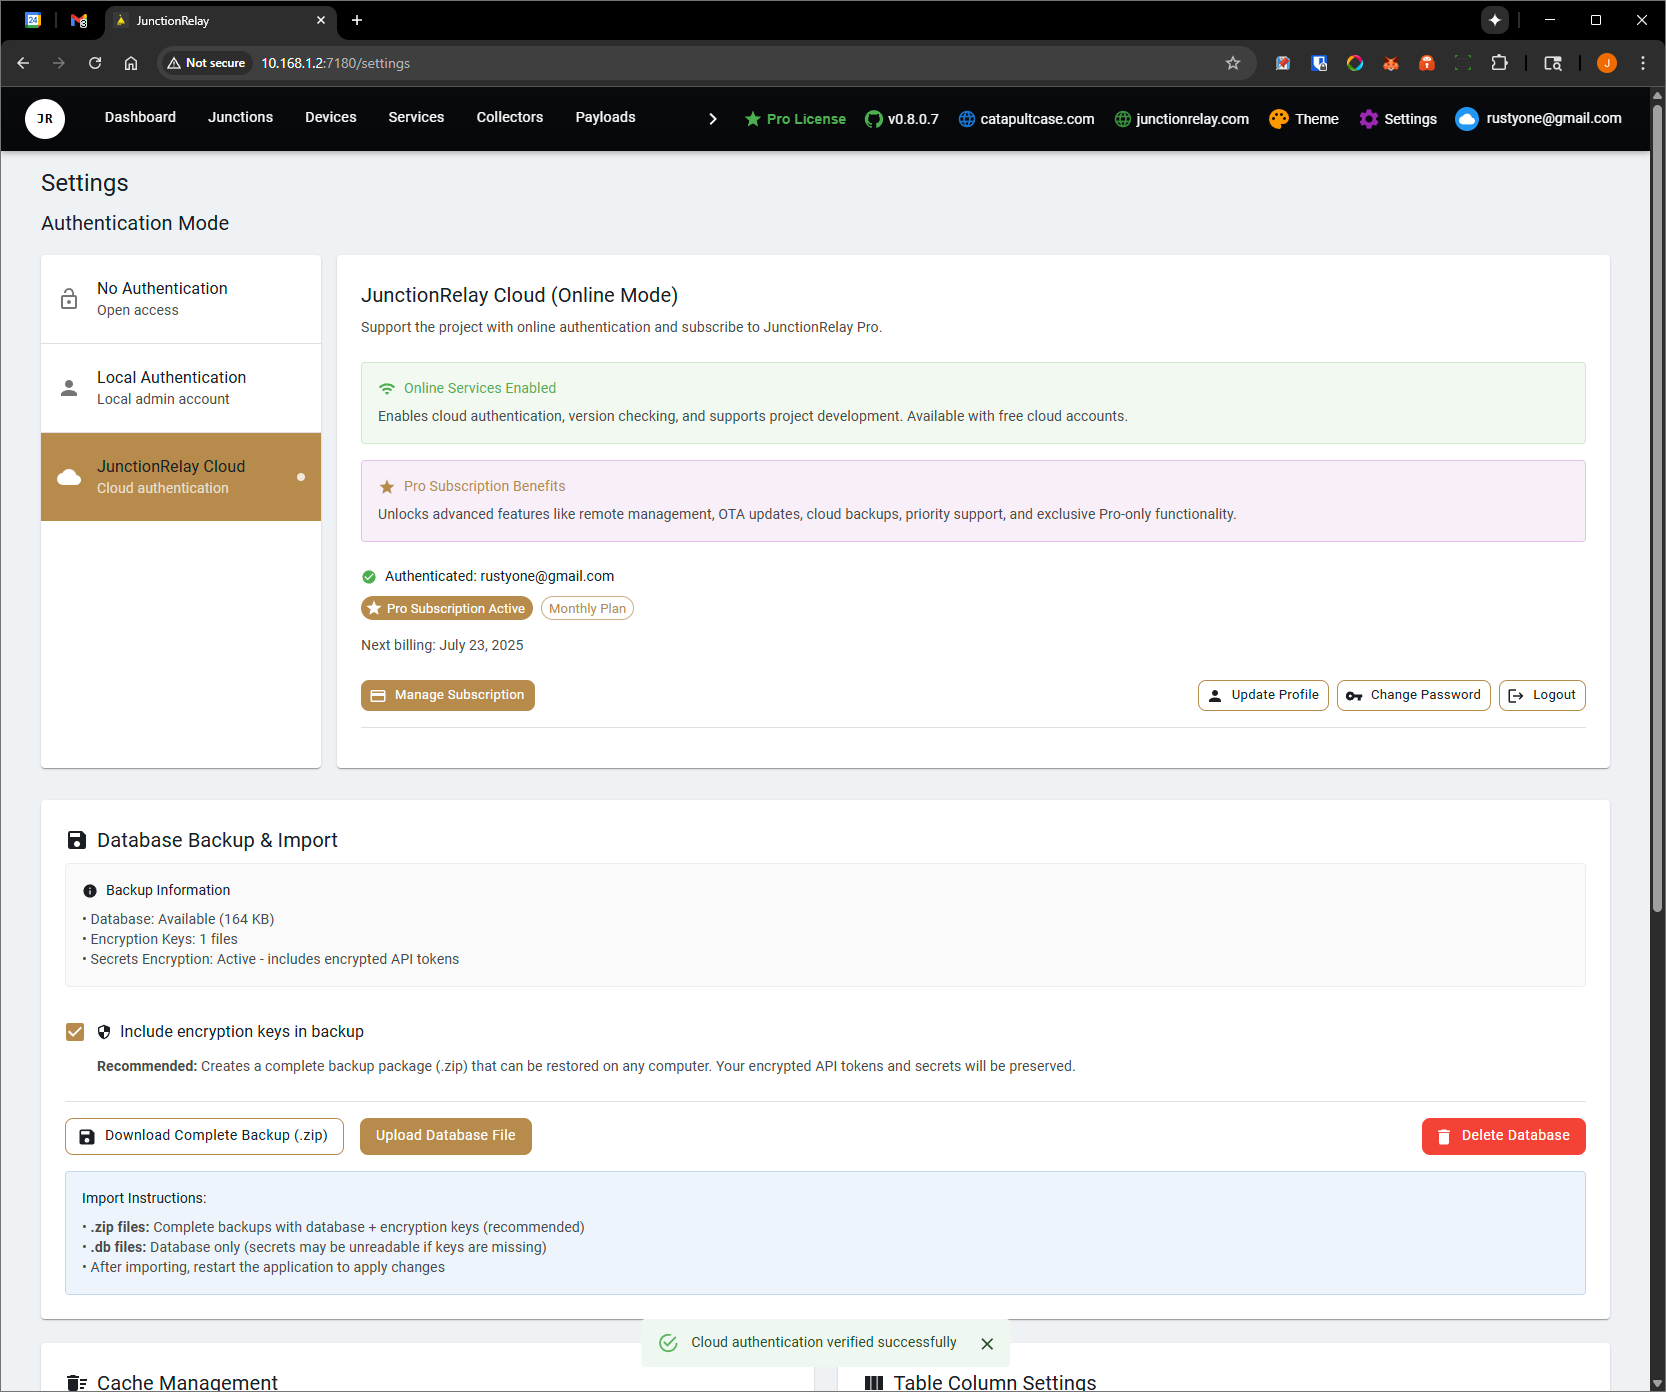 24
JunctionRelay
Not secure
10.168.1.2:7180/settings
J
JR
Dashboard Junctions Devices Services Collectors Payloads
Pro License v0.8.0.7 catapultcase.com junctionrelay.com Theme Settings rustyone@gmail.com
Settings
Authentication Mode
No Authentication
Open access
Local Authentication
Local admin account
JunctionRelay Cloud
Cloud authentication
JunctionRelay Cloud (Online Mode)
Support the project with online authentication and subscribe to JunctionRelay Pro.
Online Services Enabled
Enables cloud authentication, version checking, and supports project development. Available with free cloud accounts.
Pro Subscription Benefits
Unlocks advanced features like remote management, OTA updates, cloud backups, priority support, and exclusive Pro-only functionality.
Authenticated: rustyone@gmail.com
Pro Subscription Active Monthly Plan
Next billing: July 23, 2025
Manage Subscription Update Profile Change Password Logout
Database Backup & Import
Backup Information
• Database: Available (164 KB)
• Encryption Keys: 1 files
• Secrets Encryption: Active - includes encrypted API tokens
Include encryption keys in backup
Recommended: Creates a complete backup package (.zip) that can be restored on any computer. Your encrypted API tokens and secrets will be preserved.
Download Complete Backup (.zip) Upload Database File Delete Database
Import Instructions:
• .zip files: Complete backups with database + encryption keys (recommended)
• .db files: Database only (secrets may be unreadable if keys are missing)
• After importing, restart the application to apply changes
Cloud authentication verified successfully
Cache Management
Table Column Settings